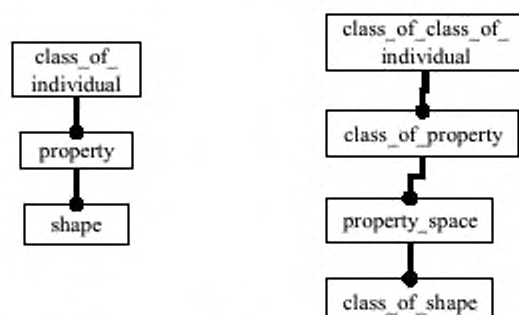 class_of_
individual
property
shape
class_of_class_of_
individual
class_of_property
property_space
class_of_shape